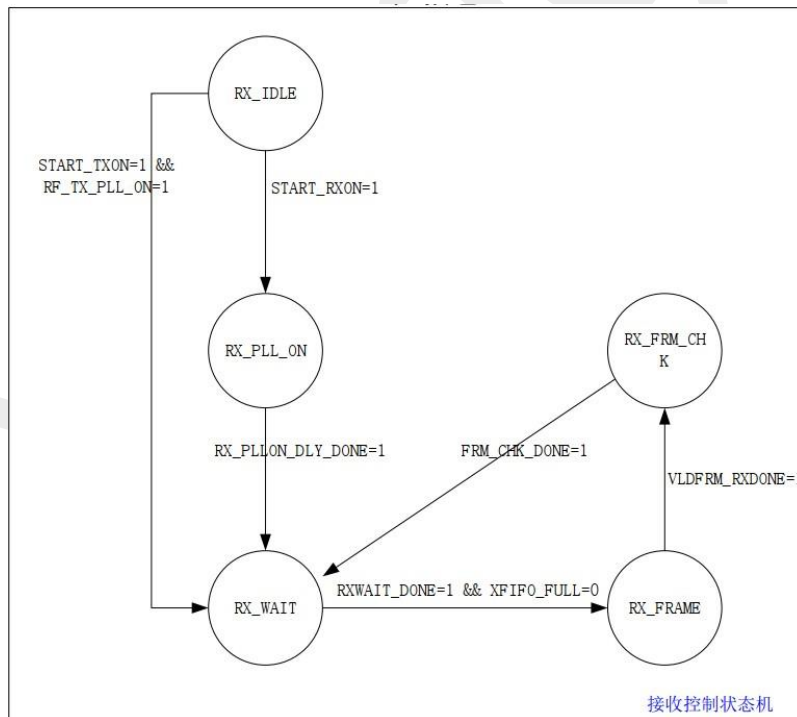 RX_IDLE
START_TXON=1 &&
RF_TX_PLL_ON=1
START_RXON=1
RX_PLL_ON
RX_FRM_CH
K
RX_PLLON_DLY_DONE=1
FRM_CHK_DONE=1
VLDFRM_RXDONE=
RX_WAIT
RXWAIT_DONE=1 && XFIFO_FULL=0
RX_FRAME
接收控制状态机